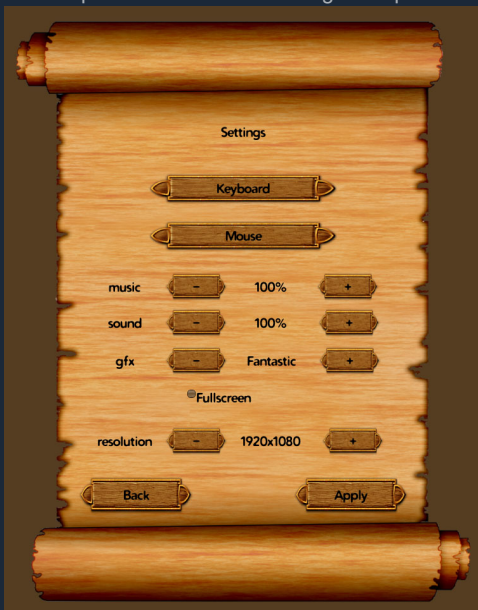 Settings
Keyboard
Mouse
music - 100% +
sound - 100% +
gfx - Fantastic +
Fullscreen
resolution - 1920x1080 +
Back Apply